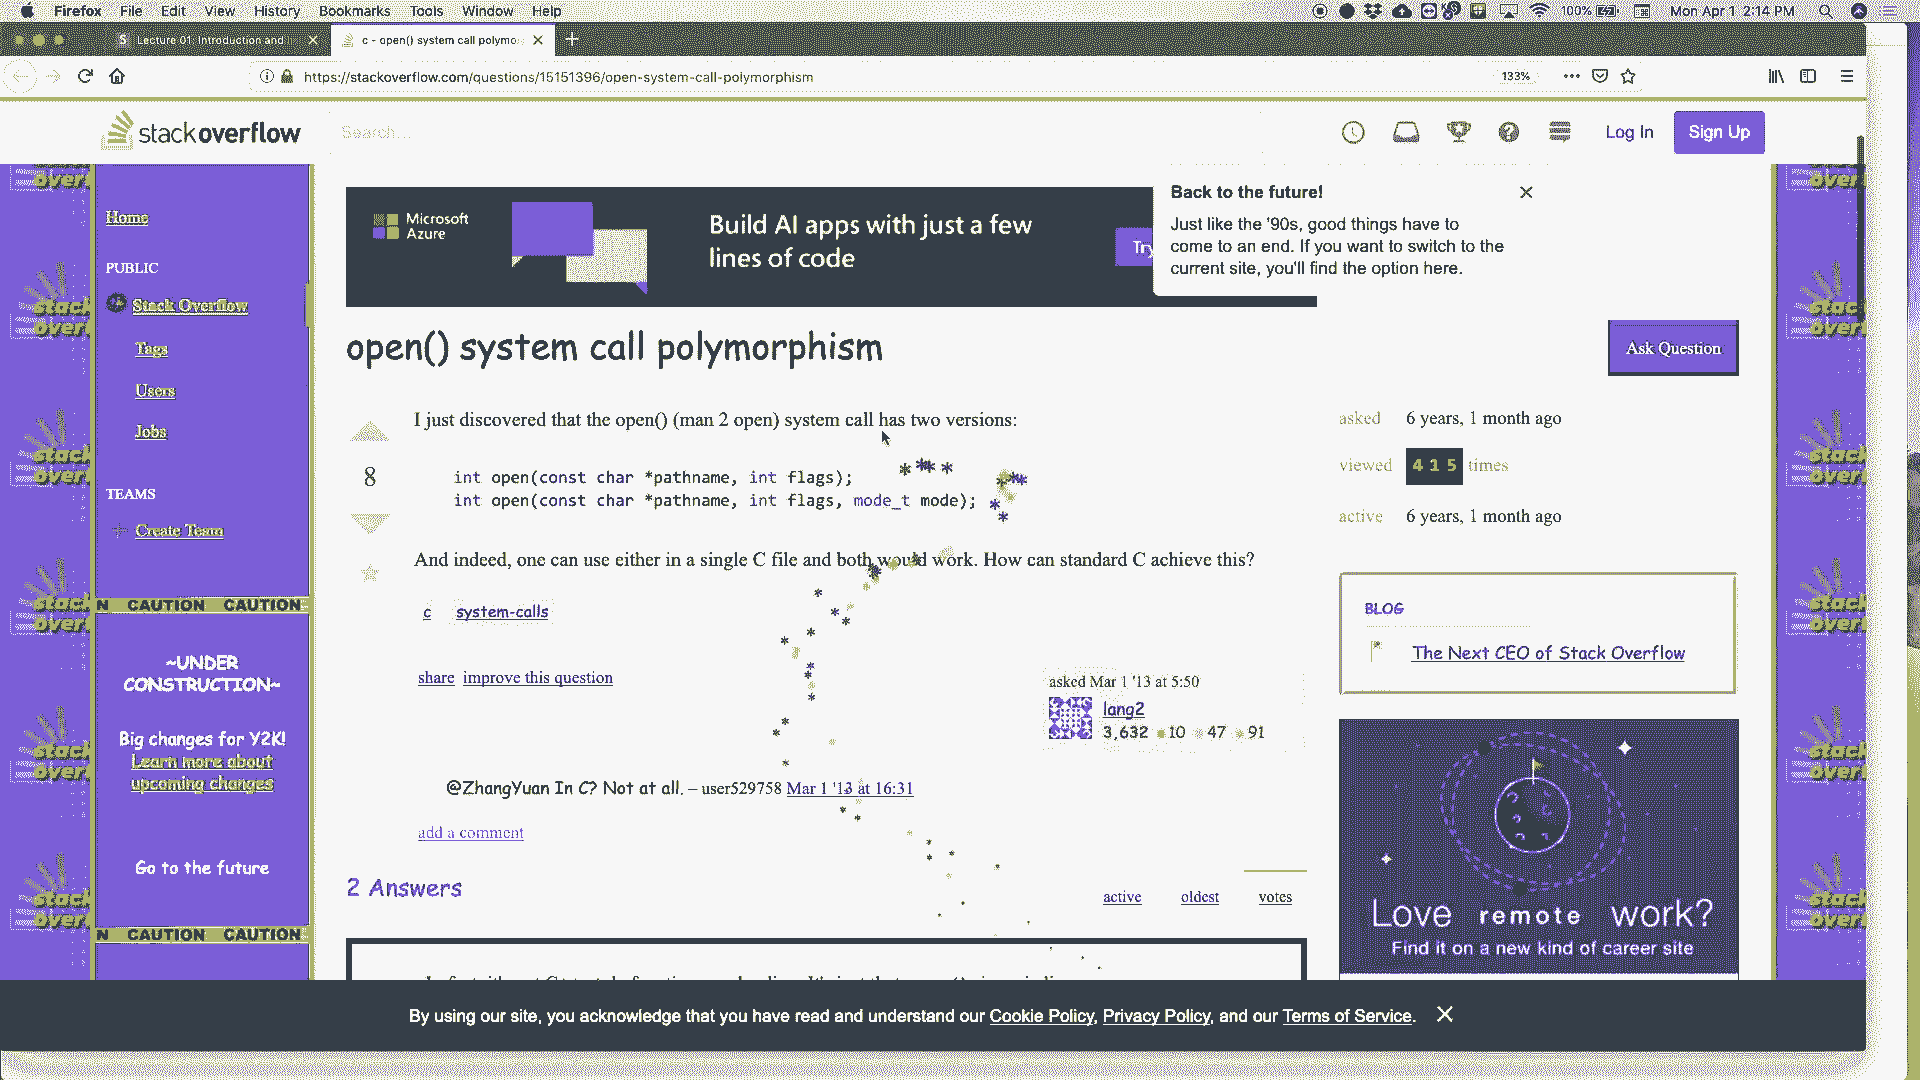 Firefox File Edit View History Bookmarks Tools Window Help 100% Mon Apr 1 2:14 PM
Lecture 01: Introduction and c - open() system call polymo
https://stackoverflow.com/questions/15151396/open-system-call-polymorphism 133%
stackoverflow Search... Log In Sign Up
Home
PUBLIC
Stack Overflow
Tags
Users
Jobs
TEAMS
Create Team
N CAUTION CAUTION
~UNDER
CONSTRUCTION~
Big changes for Y2K!
Learn more about
upcoming changes
Go to the future
N CAUTION CAUTION
Microsoft
Azure
Build AI apps with just a few
lines of code
Try
Back to the future!
Just like the '90s, good things have to
come to an end. If you want to switch to the
current site, you'll find the option here.
open() system call polymorphism
Ask Question
I just discovered that the open() (man 2 open) system call has two versions:
8
int open(const char *pathname, int flags);
int open(const char *pathname, int flags, mode_t mode);
And indeed, one can use either in a single C file and both would work. How can standard C achieve this?
c system-calls
share improve this question
asked Mar 1 '13 at 5:50
lang2
3,632 10 47 91
@ZhangYuan In C? Not at all. – user529758 Mar 1 '13 at 16:31
add a comment
2 Answers
active oldest votes
asked 6 years, 1 month ago
viewed 415 times
active 6 years, 1 month ago
BLOG
The Next CEO of Stack Overflow
Love remote work?
Find it on a new kind of career site
By using our site, you acknowledge that you have read and understand our Cookie Policy, Privacy Policy, and our Terms of Service.